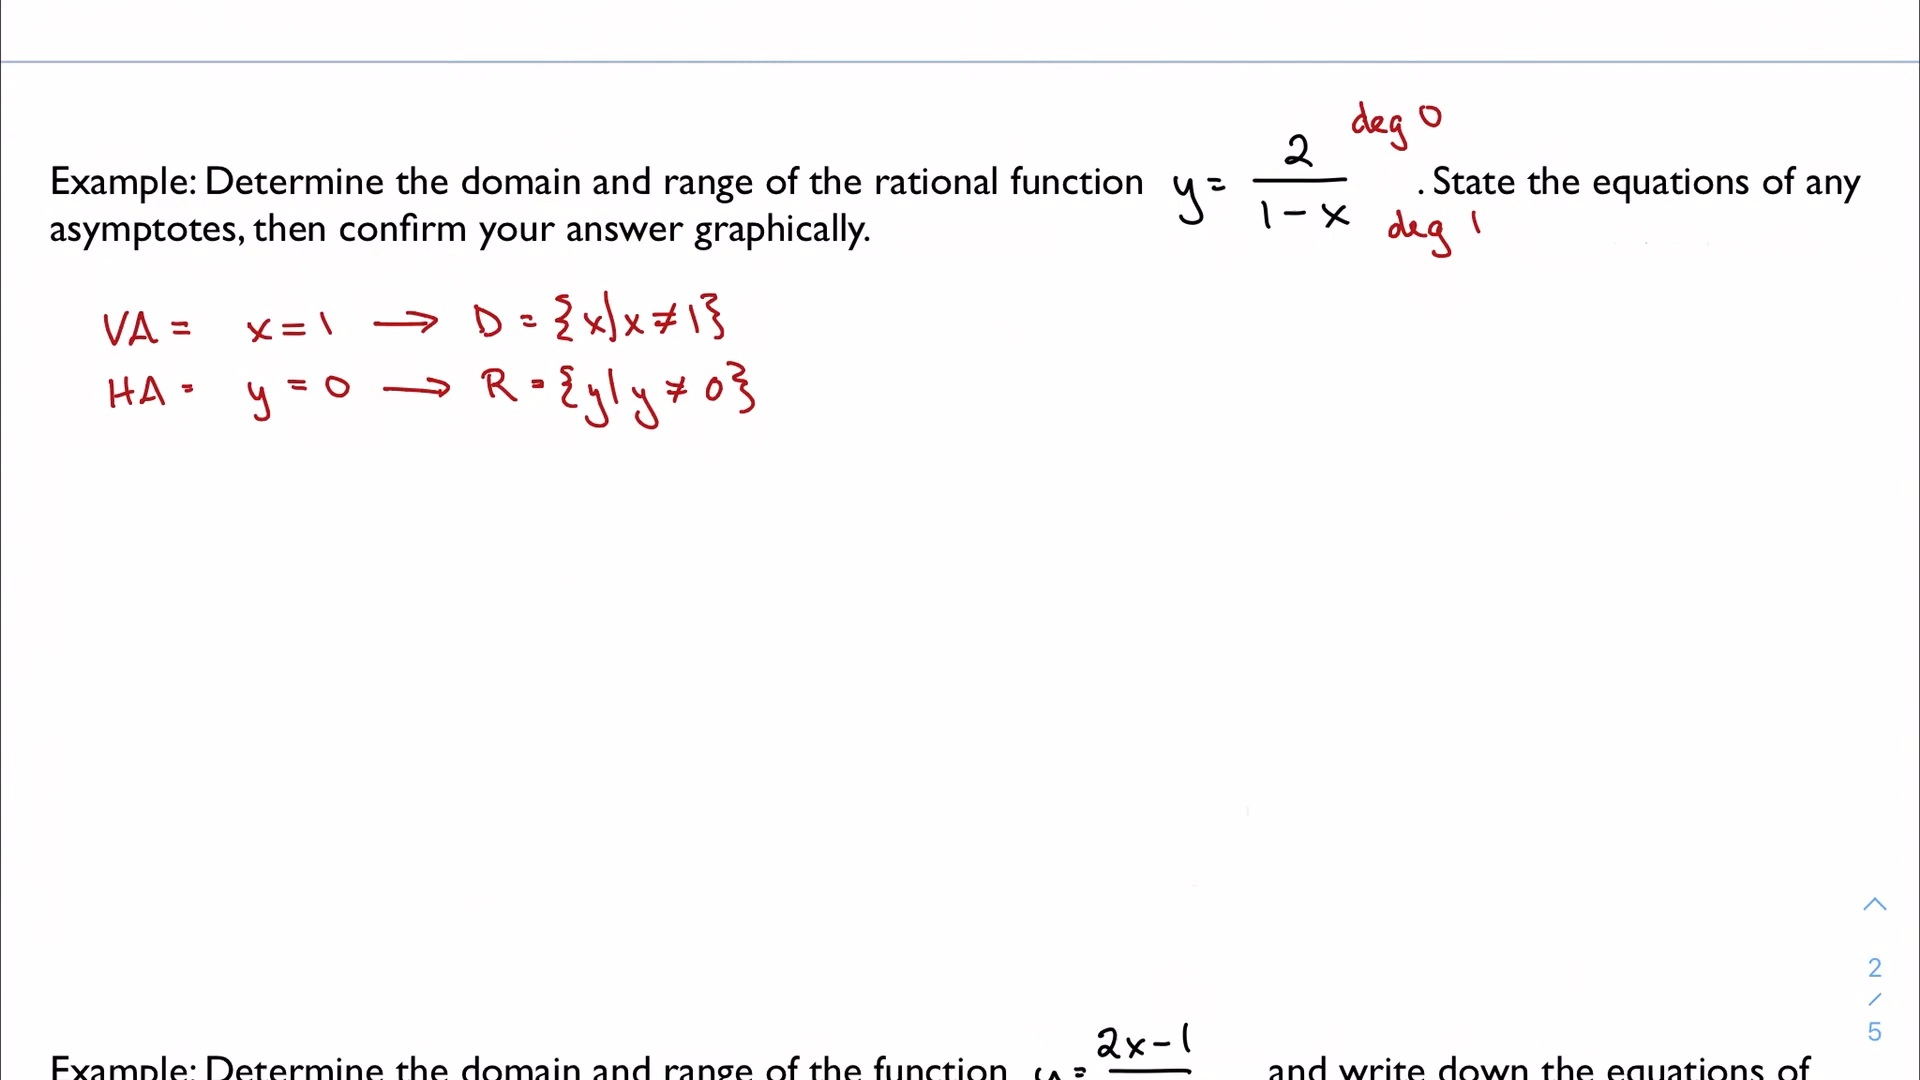 deg 0
Example: Determine the domain and range of the rational function y = 2 / 1 - x . State the equations of any
deg 1
asymptotes, then confirm your answer graphically.
VA = x = 1 → D = {x | x ≠ 1}
HA = y = 0 → R = {y | y ≠ 0}
2
/
5
2x - 1
Example: Determine the domain and range of the function y = and write down the equations of